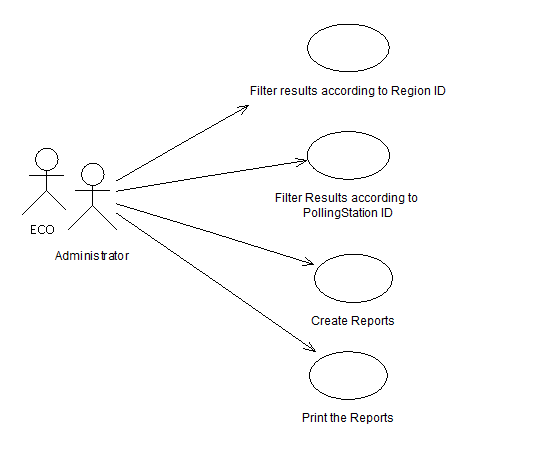 Filter results according to Region ID
Filter Results according to
PollingStation ID
ECO
Administrator
Create Reports
Print the Reports